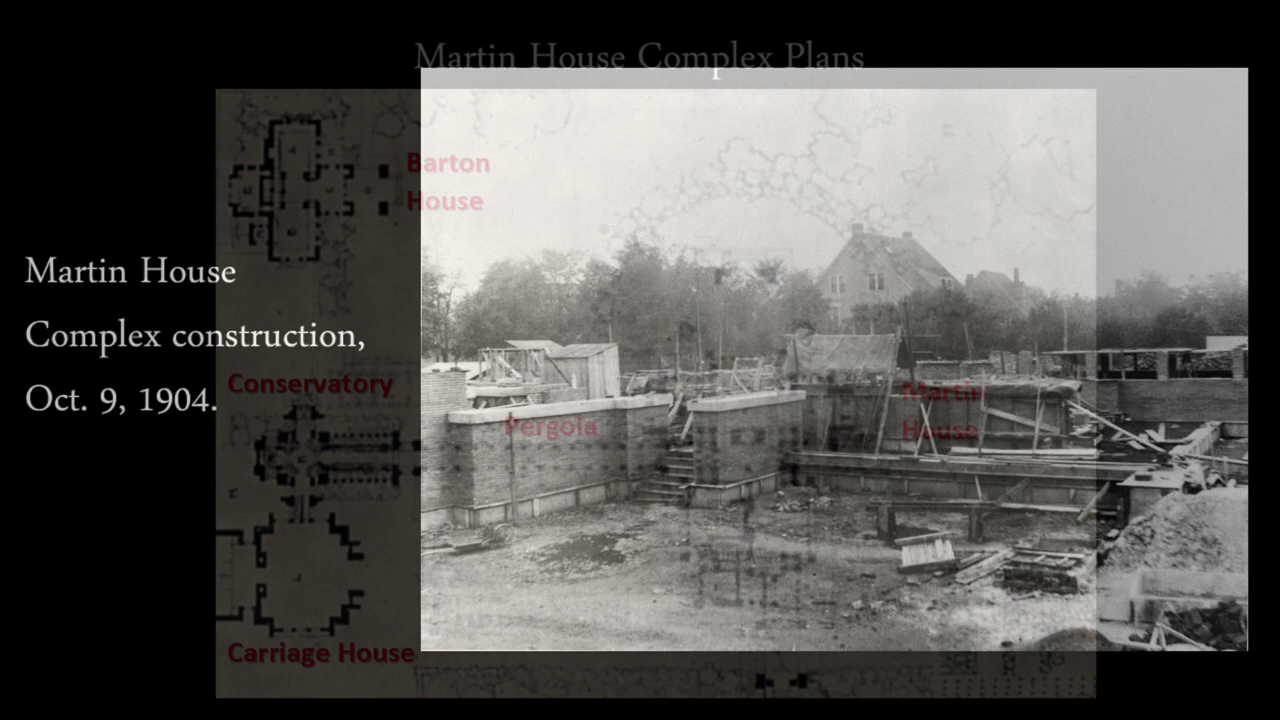 Martin House Complex Plans
Barton
House
Martin House
Complex construction,
Oct. 9, 1904.
Conservatory
Pergola
Martin
House
Carriage House